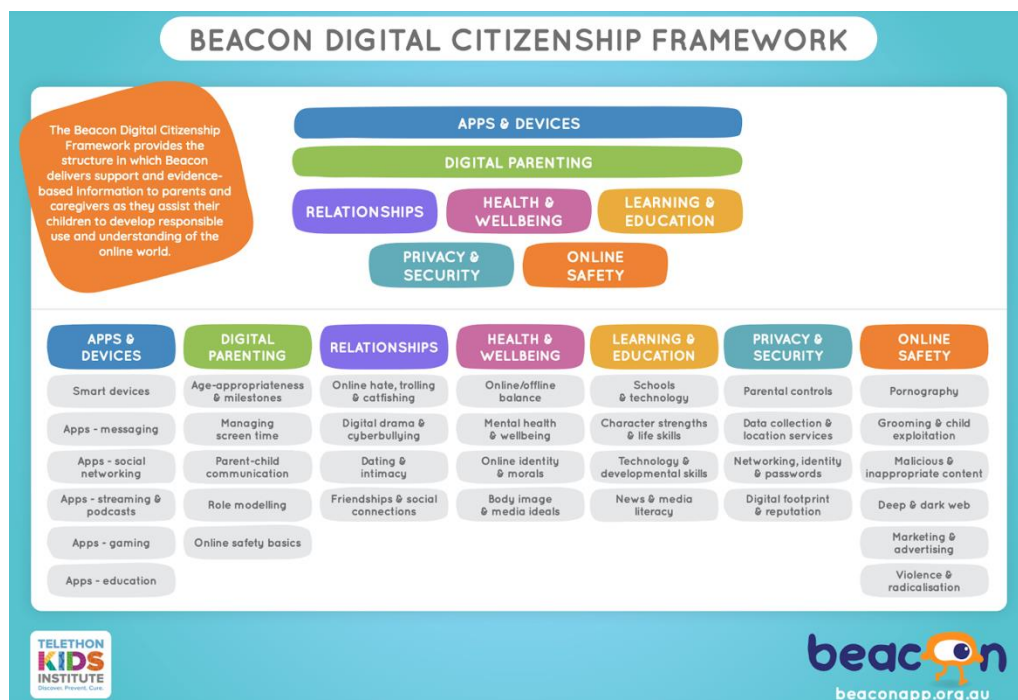 BEACON DIGITAL CITIZENSHIP FRAMEWORK
The Beacon Digital Citizenship
Framework provides the
structure in which Beacon
delivers support and evidence-
based information to parents and
caregivers as they assist their
children to develop responsible
use and understanding of the
online world.
APPS & DEVICES
DIGITAL PARENTING
RELATIONSHIPS
HEALTH &
WELLBEING
LEARNING &
EDUCATION
PRIVACY &
SECURITY
ONLINE
SAFETY
APPS &
DEVICES
Smart devices
Apps - messaging
Apps - social
networking
Apps - streaming &
podcasts
Apps - gaming
Apps - education
DIGITAL
PARENTING
Age-appropriateness
& milestones
Managing
screen time
Parent-child
communication
Role modelling
Online safety basics
RELATIONSHIPS
Online hate, trolling
& catfishing
Digital drama &
cyberbullying
Dating &
intimacy
Friendships & social
connections
HEALTH &
WELLBEING
Online/offline
balance
Mental health
& wellbeing
Online identity
& morals
Body image
& media ideals
LEARNING &
EDUCATION
Schools
& technology
Character strengths
& life skills
Technology &
developmental skills
News & media
literacy
PRIVACY &
SECURITY
Parental controls
Data collection &
location services
Networking, identity
& passwords
Digital footprint
& reputation
ONLINE
SAFETY
Pornography
Grooming & child
exploitation
Malicious &
inappropriate content
Deep & dark web
Marketing &
advertising
Violence &
radicalisation
TELETHON
KIDS
INSTITUTE
Discover. Prevent. Cure.
beacon
beaconapp.org.au